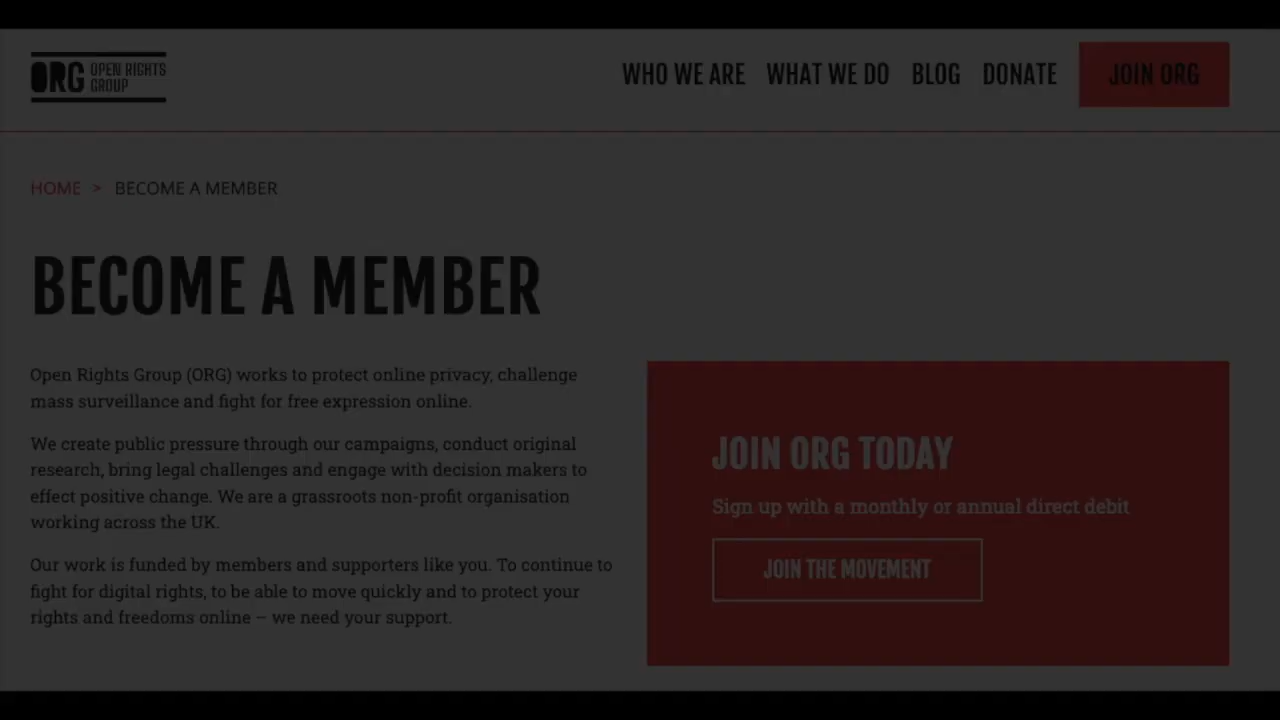 ORG OPEN RIGHTS GROUP
WHO WE ARE WHAT WE DO BLOG DONATE JOIN ORG
HOME > BECOME A MEMBER
BECOME A MEMBER
Open Rights Group (ORG) works to protect online privacy, challenge
mass surveillance and fight for free expression online.
We create public pressure through our campaigns, conduct original
research, bring legal challenges and engage with decision makers to
effect positive change. We are a grassroots non-profit organisation
working across the UK.
Our work is funded by members and supporters like you. To continue to
fight for digital rights, to be able to move quickly and to protect your
rights and freedoms online – we need your support.
JOIN ORG TODAY
Sign up with a monthly or annual direct debit
JOIN THE MOVEMENT